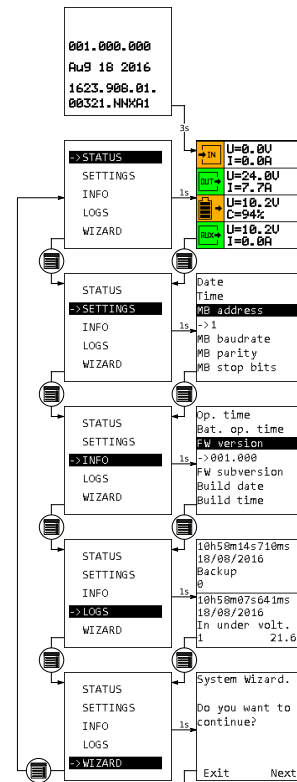 001.000.000
Aug 18 2016
1623.908.01.
00321.NNXA1
3s
->STATUS
SETTINGS
INFO
LOGS
WIZARD
1s
IN
U=0.0V
I=0.0A
OUT
U=24.0V
I=7.7A
U=10.2V
C=94%
AUX
U=10.2V
I=0.0A
STATUS
->SETTINGS
INFO
LOGS
WIZARD
1s
Date
Time
MB address
->1
MB baudrate
MB parity
MB stop bits
STATUS
SETTINGS
->INFO
LOGS
WIZARD
1s
Op. time
Bat. op. time
FW version
->001.000
FW subversion
Build date
Build time
STATUS
SETTINGS
INFO
->LOGS
WIZARD
1s
10h58m14s710ms
18/08/2016
Backup
0
10h58m07s641ms
18/08/2016
In under volt.
1 21.6
STATUS
SETTINGS
INFO
LOGS
->WIZARD
1s
System Wizard.
Do you want to
continue?
Exit Next